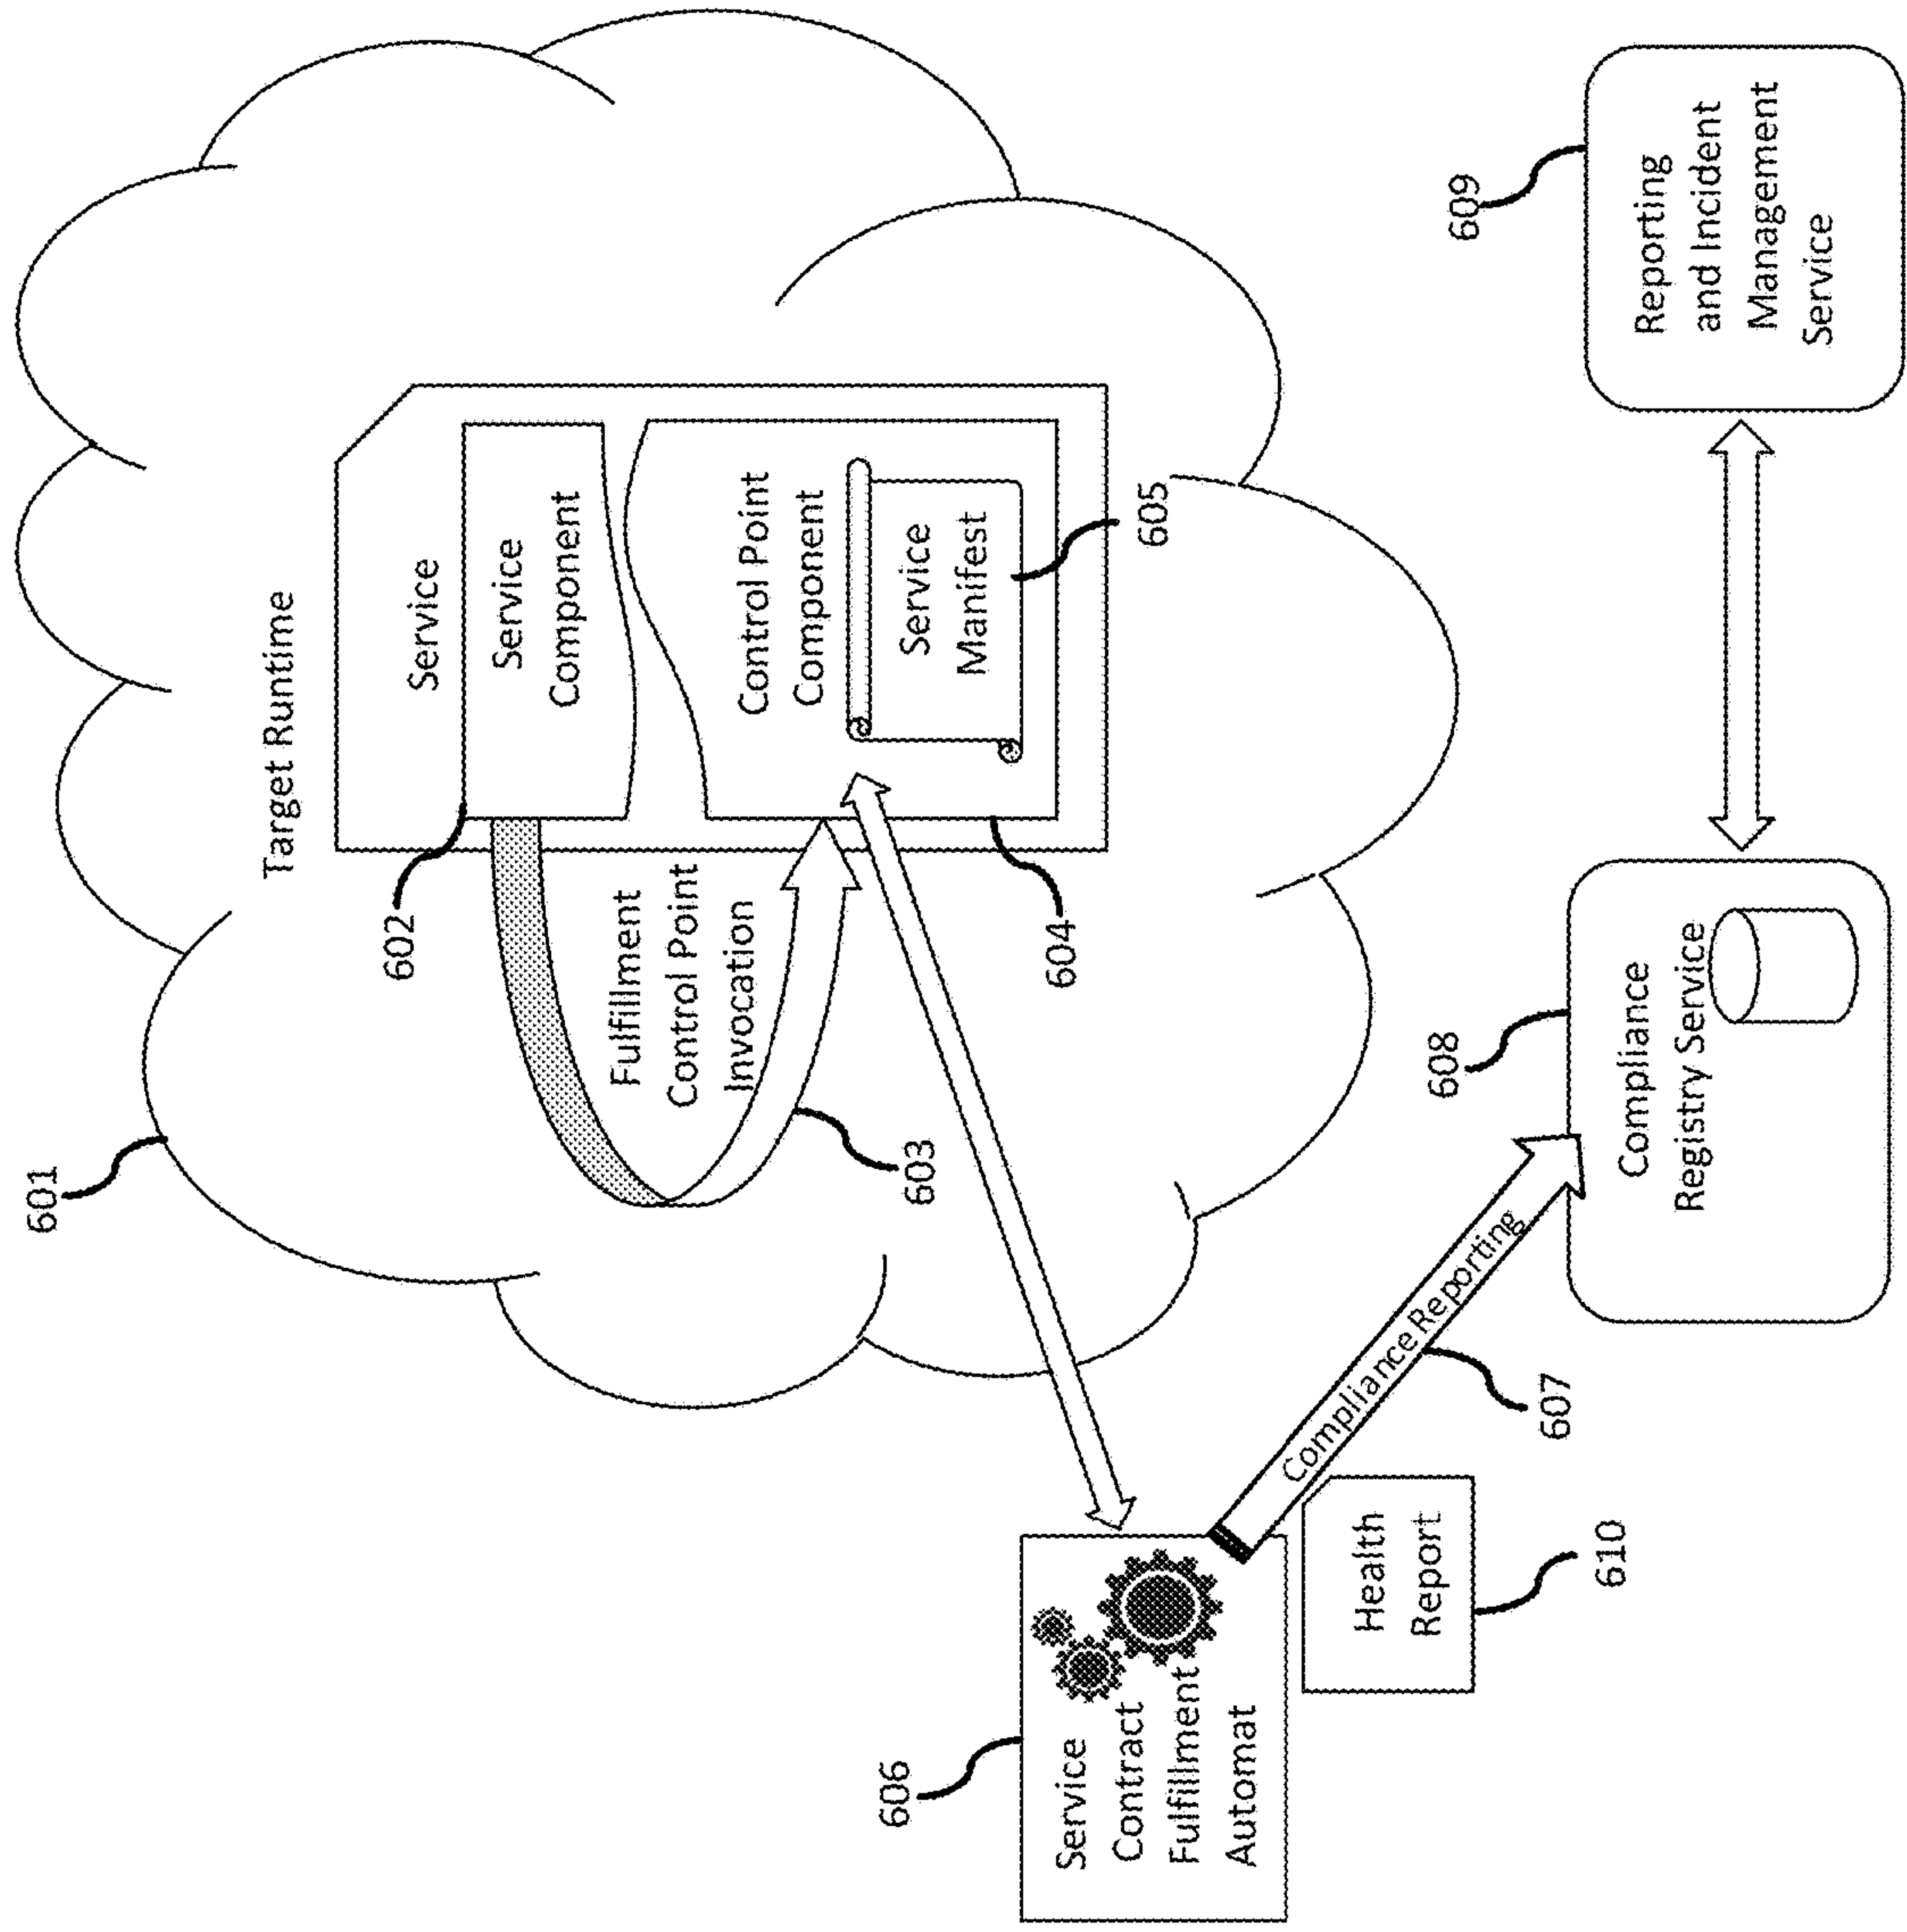 601
Target Runtime
Service
602
Service
Component
Fulfillment
Control Point
Invocation
603
Control Point
Component
604
Service
Manifest
605
606
Service
Contract
Fulfillment
Automat
Compliance Reporting
607
Health
Report
610
608
Compliance
Registry Service
609
Reporting
and Incident
Management
Service